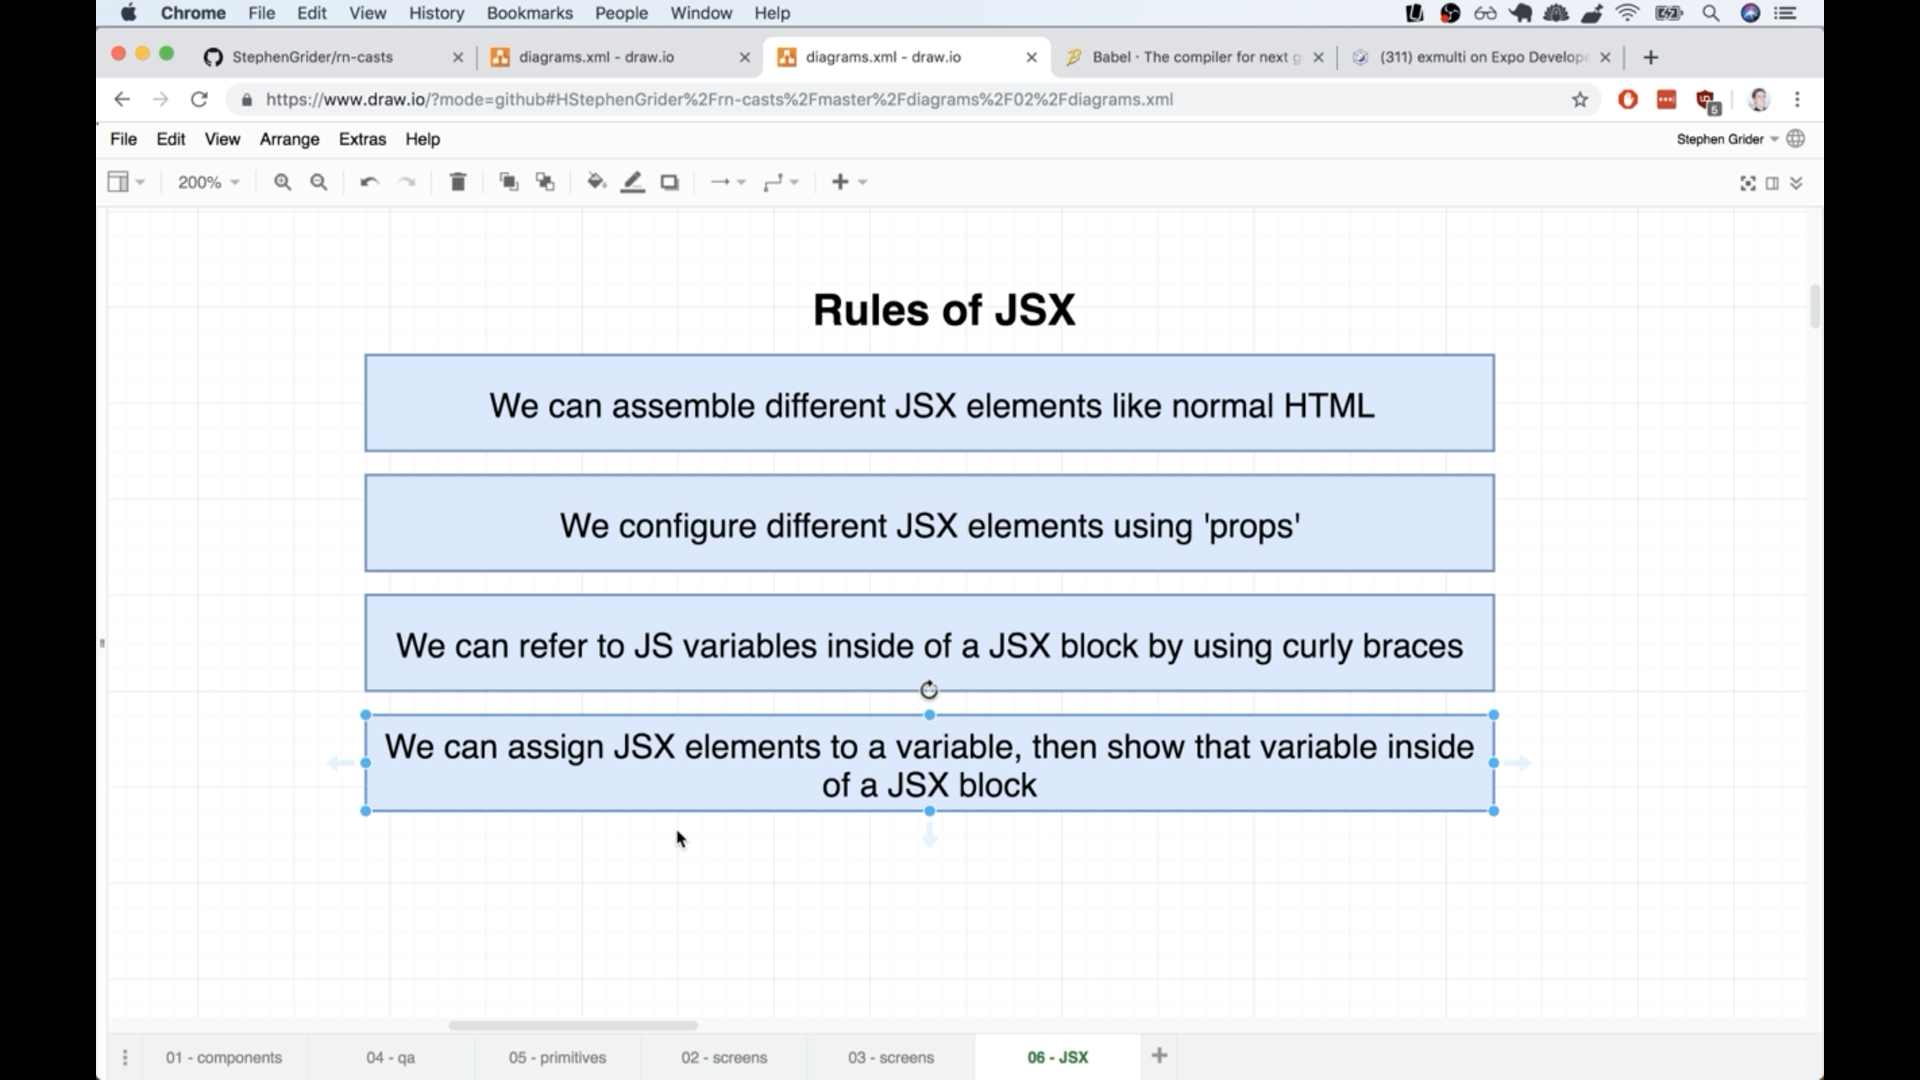 Chrome File Edit View History Bookmarks People Window Help
StephenGrider/rn-casts diagrams.xml - draw.io diagrams.xml - draw.io Babel · The compiler for next g (311) exmulti on Expo Develope
https://www.draw.io/?mode=github#HStephenGrider%2Frn-casts%2Fmaster%2Fdiagrams%2F02%2Fdiagrams.xml
File Edit View Arrange Extras Help Stephen Grider
200%
Rules of JSX
We can assemble different JSX elements like normal HTML
We configure different JSX elements using 'props'
We can refer to JS variables inside of a JSX block by using curly braces
We can assign JSX elements to a variable, then show that variable inside
of a JSX block
01 - components 04 - qa 05 - primitives 02 - screens 03 - screens 06 - JSX